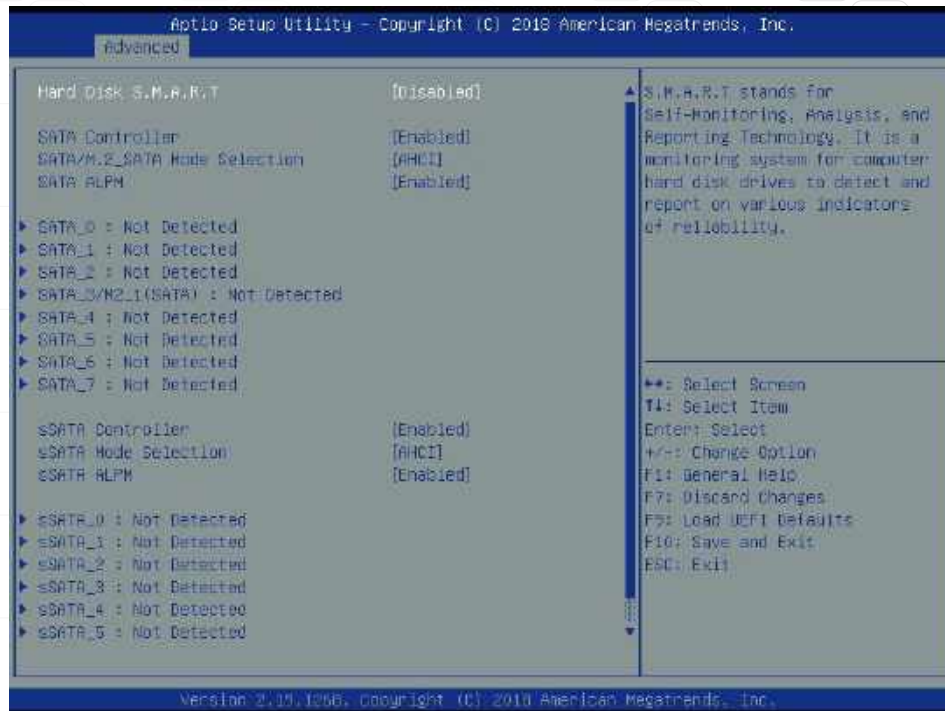 Aptio Setup Utility - Copyright (C) 2018 American Megatrends, Inc.
Advanced
Hard Disk S.M.A.R.T [Disabled]
SATA Controller [Enabled]
SATA/M.2_SATA Mode Selection [AHCI]
SATA ALPM [Enabled]
SATA_0 : Not Detected
SATA_1 : Not Detected
SATA_2 : Not Detected
SATA_3/M2_1(SATA) : Not Detected
SATA_4 : Not Detected
SATA_5 : Not Detected
SATA_6 : Not Detected
SATA_7 : Not Detected
sSATA Controller [Enabled]
sSATA Mode Selection [AHCI]
sSATA ALPM [Enabled]
sSATA_0 : Not Detected
sSATA_1 : Not Detected
sSATA_2 : Not Detected
sSATA_3 : Not Detected
sSATA_4 : Not Detected
sSATA_5 : Not Detected
S.M.A.R.T stands for
Self-Monitoring, Analysis, and
Reporting Technology. It is a
monitoring system for computer
hard disk drives to detect and
report on various indicators
of reliability.
→←: Select Screen
↑↓: Select Item
Enter: Select
+/-: Change Option
F1: General Help
F7: Discard Changes
F9: Load UEFI Defaults
F10: Save and Exit
ESC: Exit
Version 2.19.1268. Copyright (C) 2018 American Megatrends, Inc.